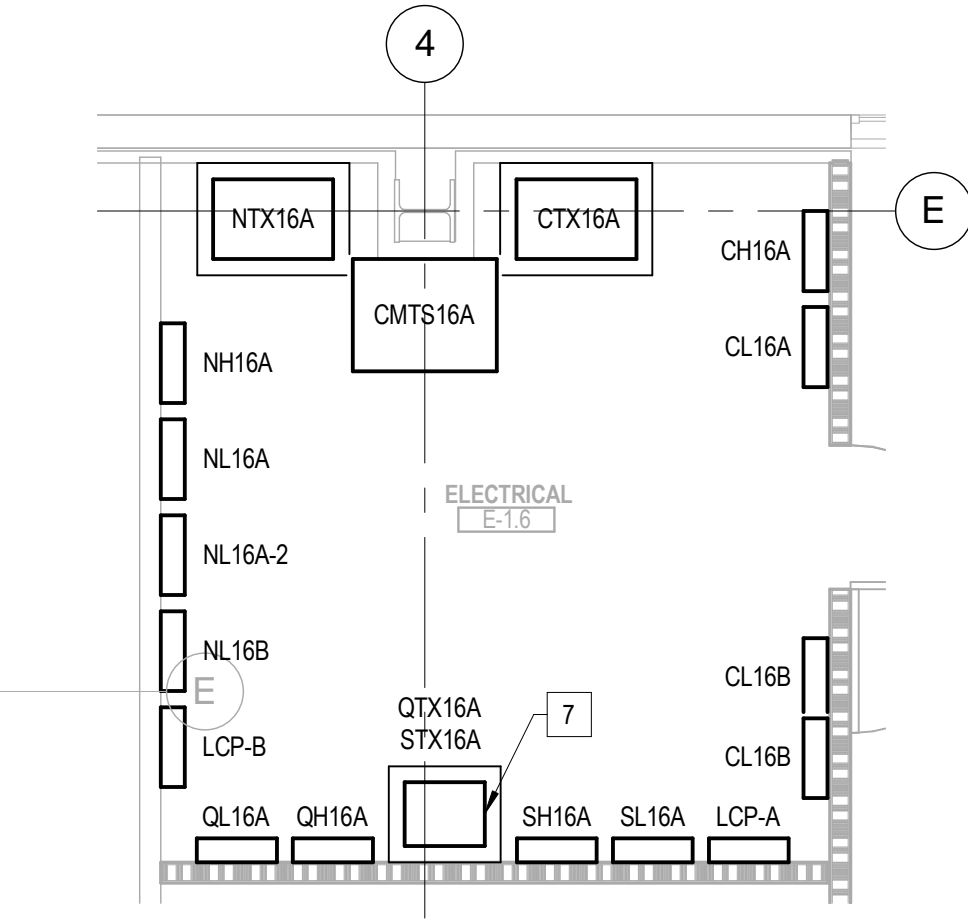 4
NTX16A
CTX16A
E
CH16A
CMTS16A
CL16A
NH16A
NL16A
ELECTRICAL
E-1.6
NL16A-2
NL16B
E
CL16B
QTX16A
STX16A
7
LCP-B
CL16B
QL16A
QH16A
SH16A
SL16A
LCP-A